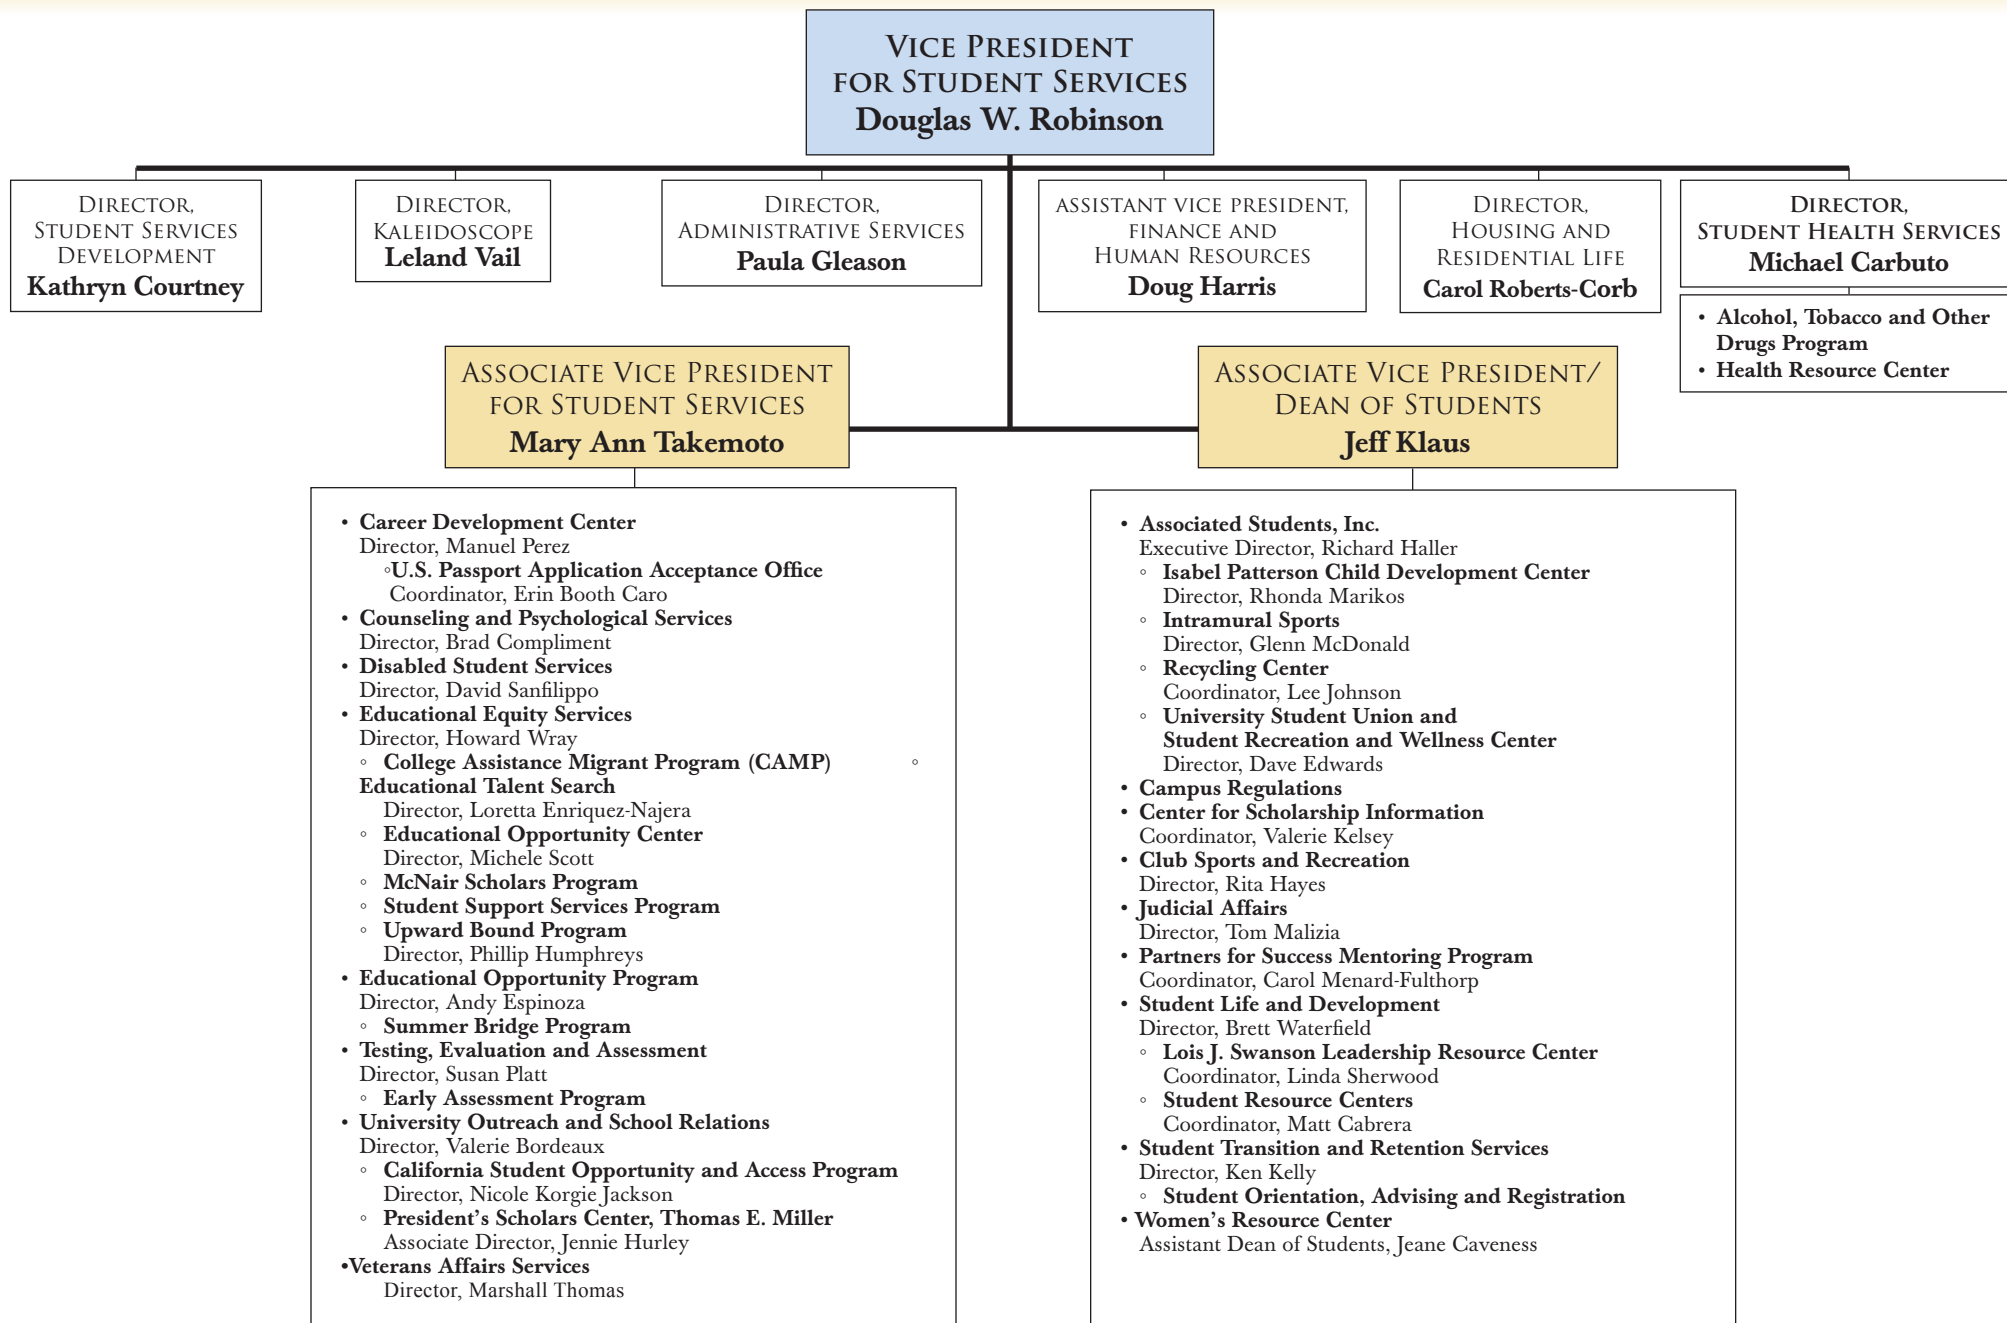 Vice President
for Student Services
Douglas W. Robinson
Director,
Student Services
Development
Kathryn Courtney
Director,
Kaleidoscope
Leland Vail
Director,
Administrative Services
Paula Gleason
assistant vice president,
finance and
Human Resources
Doug Harris
Director,
Housing and
Residential Life
Carol Roberts-Corb
Director,
Student Health Services
Michael Carbuto
• Alcohol, Tobacco and Other
Drugs Program
• Health Resource Center
Associate Vice President
for Student Services
Mary Ann Takemoto
Associate Vice President/
Dean of Students
Jeff Klaus
• Career Development Center
Director, Manuel Perez
◦U.S. Passport Application Acceptance Office
Coordinator, Erin Booth Caro
• Counseling and Psychological Services
Director, Brad Compliment
• Disabled Student Services
Director, David Sanfilippo
• Educational Equity Services
Director, Howard Wray
◦ College Assistance Migrant Program (CAMP) ◦
Educational Talent Search
Director, Loretta Enriquez-Najera
◦ Educational Opportunity Center
Director, Michele Scott
◦ McNair Scholars Program
◦ Student Support Services Program
◦ Upward Bound Program
Director, Phillip Humphreys
• Educational Opportunity Program
Director, Andy Espinoza
◦ Summer Bridge Program
• Testing, Evaluation and Assessment
Director, Susan Platt
◦ Early Assessment Program
• University Outreach and School Relations
Director, Valerie Bordeaux
◦ California Student Opportunity and Access Program
Director, Nicole Korgie Jackson
◦ President’s Scholars Center, Thomas E. Miller
Associate Director, Jennie Hurley
•Veterans Affairs Services
Director, Marshall Thomas
• Associated Students, Inc.
Executive Director, Richard Haller
◦ Isabel Patterson Child Development Center
Director, Rhonda Marikos
◦ Intramural Sports
Director, Glenn McDonald
◦ Recycling Center
Coordinator, Lee Johnson
◦ University Student Union and
Student Recreation and Wellness Center
Director, Dave Edwards
• Campus Regulations
• Center for Scholarship Information
Coordinator, Valerie Kelsey
• Club Sports and Recreation
Director, Rita Hayes
• Judicial Affairs
Director, Tom Malizia
• Partners for Success Mentoring Program
Coordinator, Carol Menard-Fulthorp
• Student Life and Development
Director, Brett Waterfield
◦ Lois J. Swanson Leadership Resource Center
Coordinator, Linda Sherwood
◦ Student Resource Centers
Coordinator, Matt Cabrera
• Student Transition and Retention Services
Director, Ken Kelly
◦ Student Orientation, Advising and Registration
• Women’s Resource Center
Assistant Dean of Students, Jeane Caveness